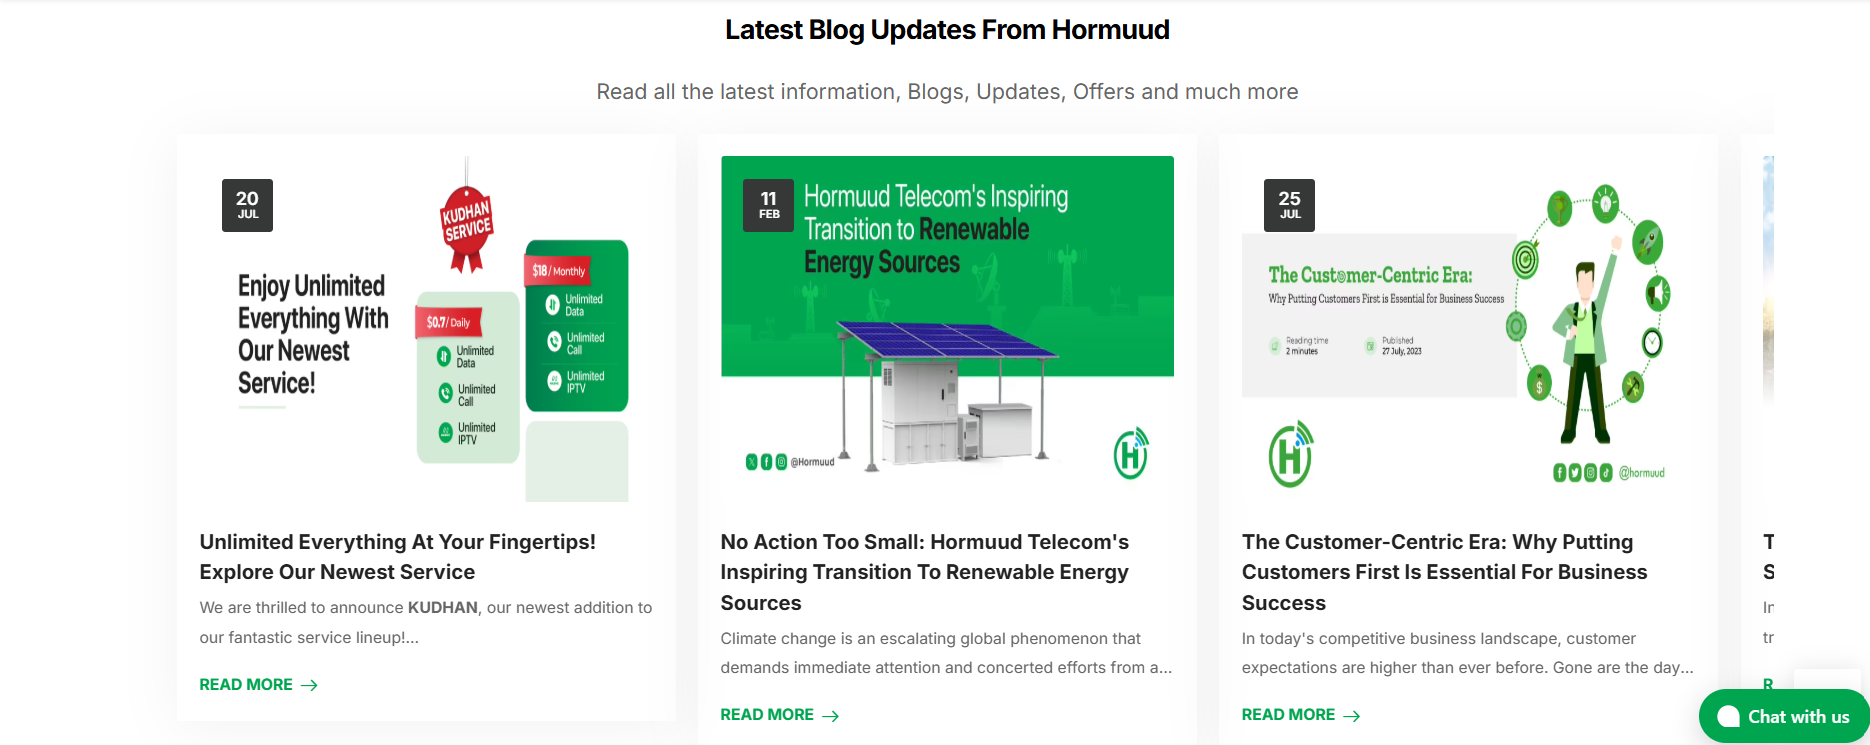 Latest Blog Updates From Hormuud
Read all the latest information, Blogs, Updates, Offers and much more
20
JUL
KUDHAN
SERVICE
Enjoy Unlimited
Everything With
Our Newest
Service!
$0.7/ Daily
Unlimited
Data
Unlimited
Call
Unlimited
IPTV
$18/ Monthly
Unlimited
Data
Unlimited
Call
Unlimited
IPTV
Unlimited Everything At Your Fingertips!
Explore Our Newest Service
We are thrilled to announce KUDHAN, our newest addition to
our fantastic service lineup!...
READ MORE
11
FEB
Hormuud Telecom's Inspiring
Transition to Renewable
Energy Sources
@Hormuud
No Action Too Small: Hormuud Telecom's
Inspiring Transition To Renewable Energy
Sources
Climate change is an escalating global phenomenon that
demands immediate attention and concerted efforts from a...
READ MORE
25
JUL
The Customer-Centric Era:
Why Putting Customers First is Essential for Business Success
Reading time
2 minutes
Published
27 July, 2023
@hormuud
The Customer-Centric Era: Why Putting
Customers First Is Essential For Business
Success
In today's competitive business landscape, customer
expectations are higher than ever before. Gone are the day...
READ MORE
T
S
In
tr
R
Chat with us